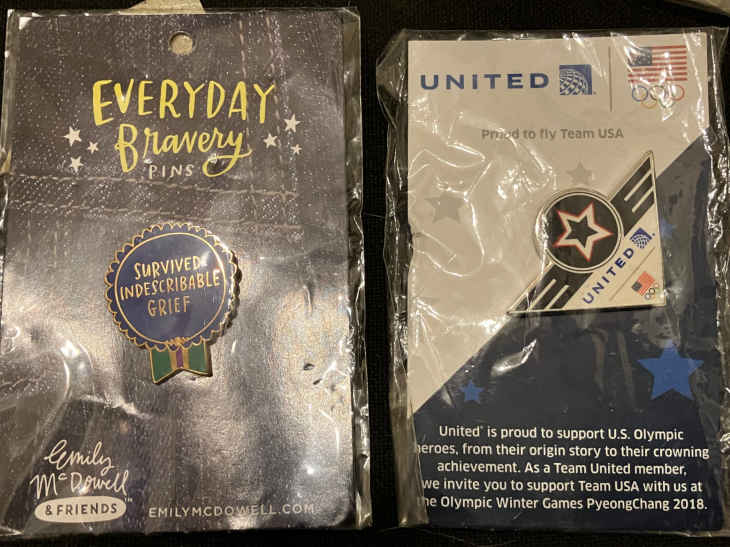 EVERYDAY
Bravery
PINS
SURVIVED
INDESCRIBABLE
GRIEF
Emily
McDowell™
& FRIENDS
EMILYMCDOWELL.COM
UNITED
Proud to fly Team USA
UNITED
United® is proud to support U.S. Olympic
heroes, from their origin story to their crowning
achievement. As a Team United member,
we invite you to support Team USA with us at
the Olympic Winter Games PyeongChang 2018.